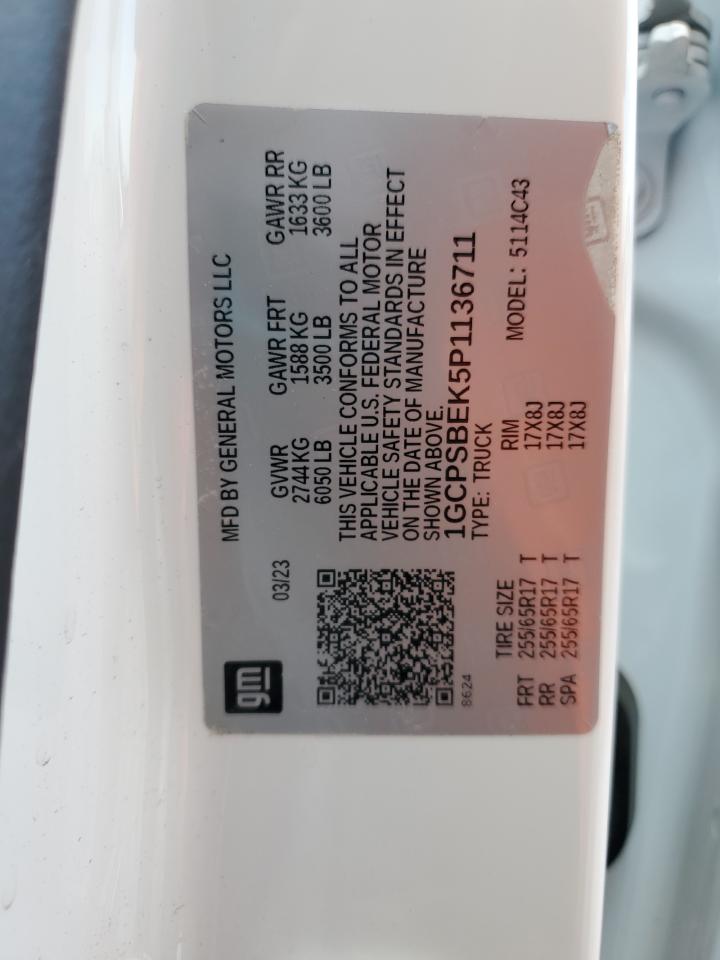 gm
03/23
MFD BY GENERAL MOTORS LLC
GVWR GAWR FRT GAWR RR
2744 KG 1588 KG 1633 KG
6050 LB 3500 LB 3600 LB
THIS VEHICLE CONFORMS TO ALL
APPLICABLE U.S. FEDERAL MOTOR
VEHICLE SAFETY STANDARDS IN EFFECT
ON THE DATE OF MANUFACTURE
SHOWN ABOVE.
1GCPSBEK5P1136711
TYPE: TRUCK
8624
MODEL: 5114C43
TIRE SIZE RIM
FRT 255/65R17 T 17X8J
RR 255/65R17 T 17X8J
SPA 255/65R17 T 17X8J